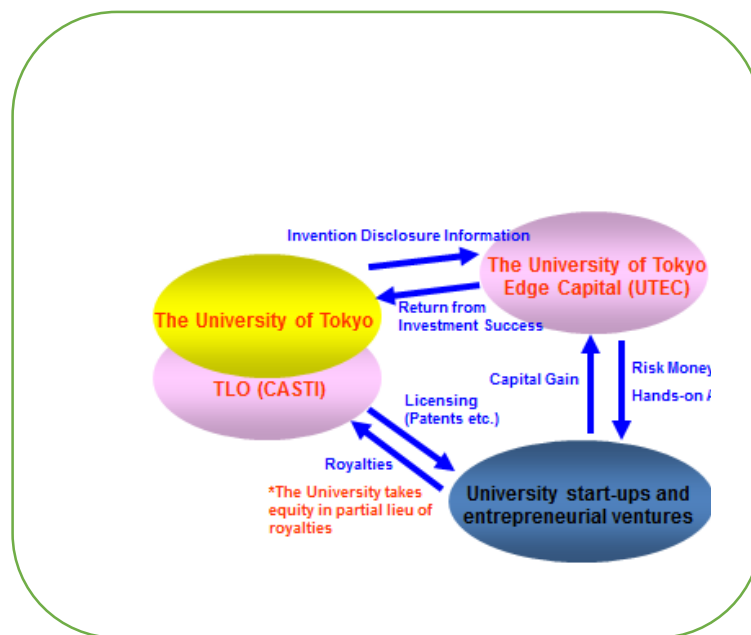 Invention Disclosure Information
The University of Tokyo
Edge Capital (UTEC)
The University of Tokyo
Return from
Investment Success
TLO (CASTI)
Capital Gain
Risk Money
Hands-on
Licensing
(Patents etc.)
Royalties
*The University takes
equity in partial lieu of
royalties
University start-ups and
entrepreneurial ventures